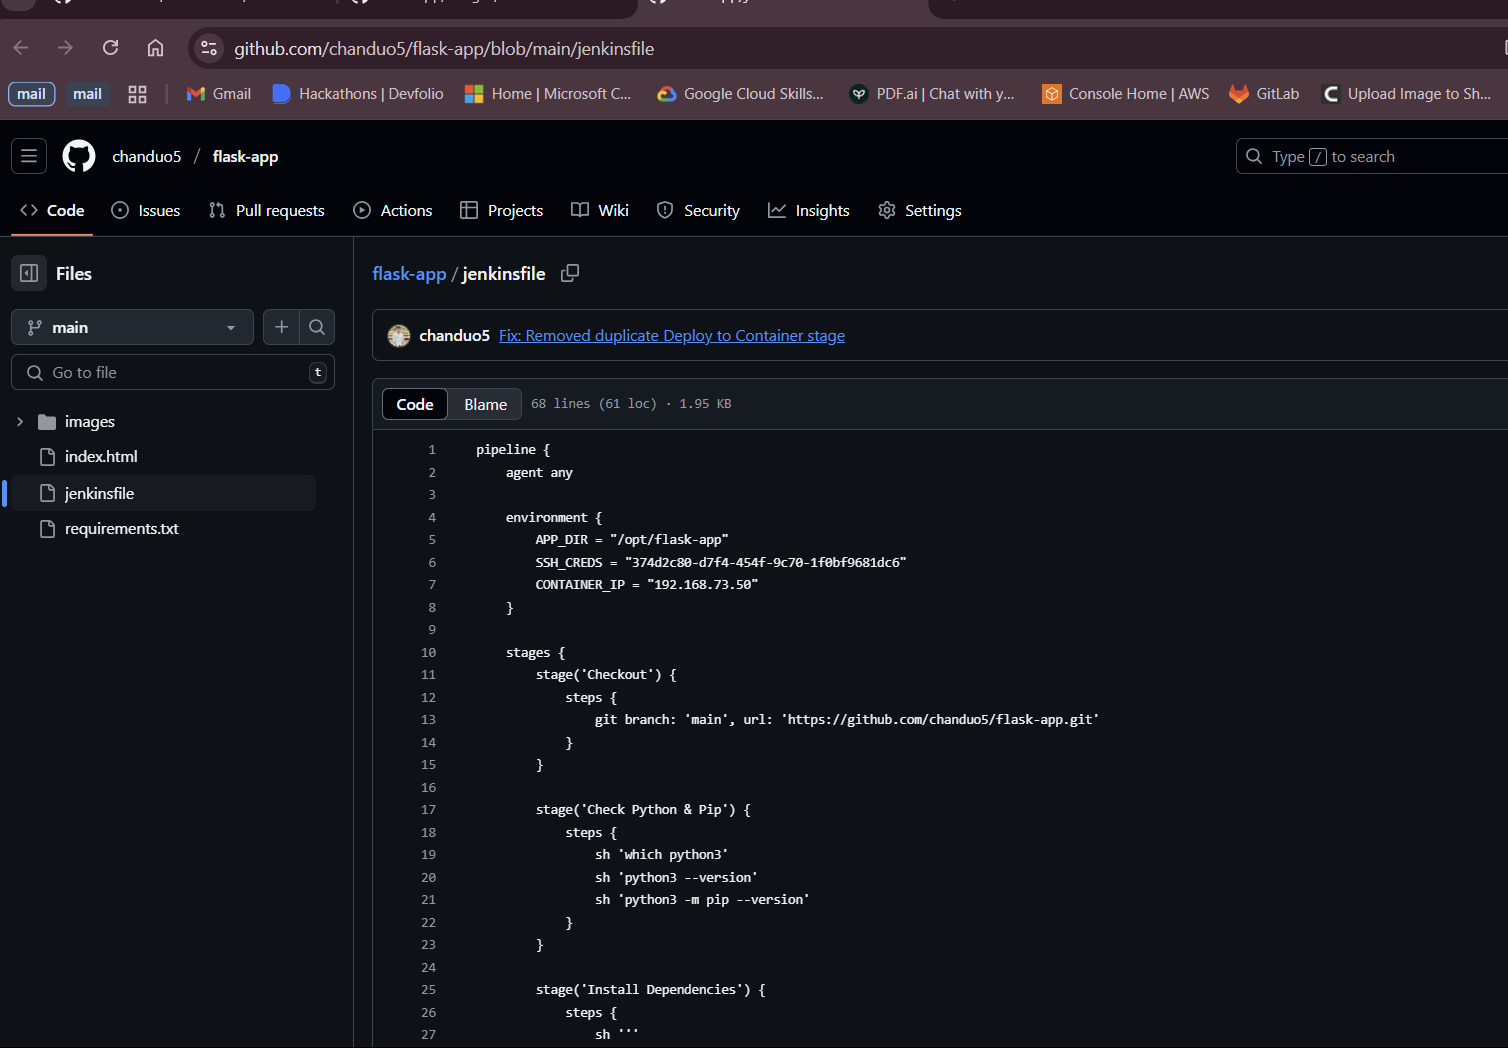 github.com/chanduo5/flask-app/blob/main/jenkinsfile
mail mail Gmail Hackathons | Devfolio Home | Microsoft C... Google Cloud Skills... PDF.ai | Chat with y... Console Home | AWS GitLab Upload Image to Sh...
chanduo5 / flask-app
Type / to search
Code Issues Pull requests Actions Projects Wiki Security Insights Settings
Files
main
Go to file t
images
index.html
jenkinsfile
requirements.txt
flask-app / jenkinsfile
chanduo5 Fix: Removed duplicate Deploy to Container stage
Code Blame 68 lines (61 loc) · 1.95 KB
1 pipeline {
2 agent any
3
4 environment {
5 APP_DIR = "/opt/flask-app"
6 SSH_CREDS = "374d2c80-d7f4-454f-9c70-1f0bf9681dc6"
7 CONTAINER_IP = "192.168.73.50"
8 }
9
10 stages {
11 stage('Checkout') {
12 steps {
13 git branch: 'main', url: 'https://github.com/chanduo5/flask-app.git'
14 }
15 }
16
17 stage('Check Python & Pip') {
18 steps {
19 sh 'which python3'
20 sh 'python3 --version'
21 sh 'python3 -m pip --version'
22 }
23 }
24
25 stage('Install Dependencies') {
26 steps {
27 sh '''